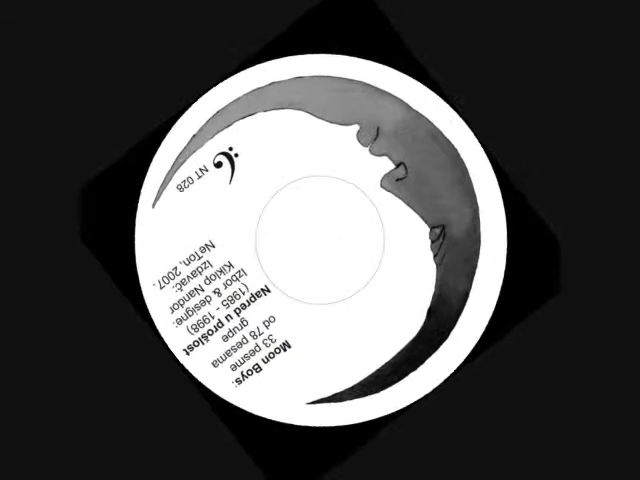 Moon Boys:
33 pesme
od 78 pesama
grupe
Napred u prošlost
(1985 - 1998)
Izbor & designe:
Kiklop Nandor
Izdavač:
NeTon, 2007.
NT 028